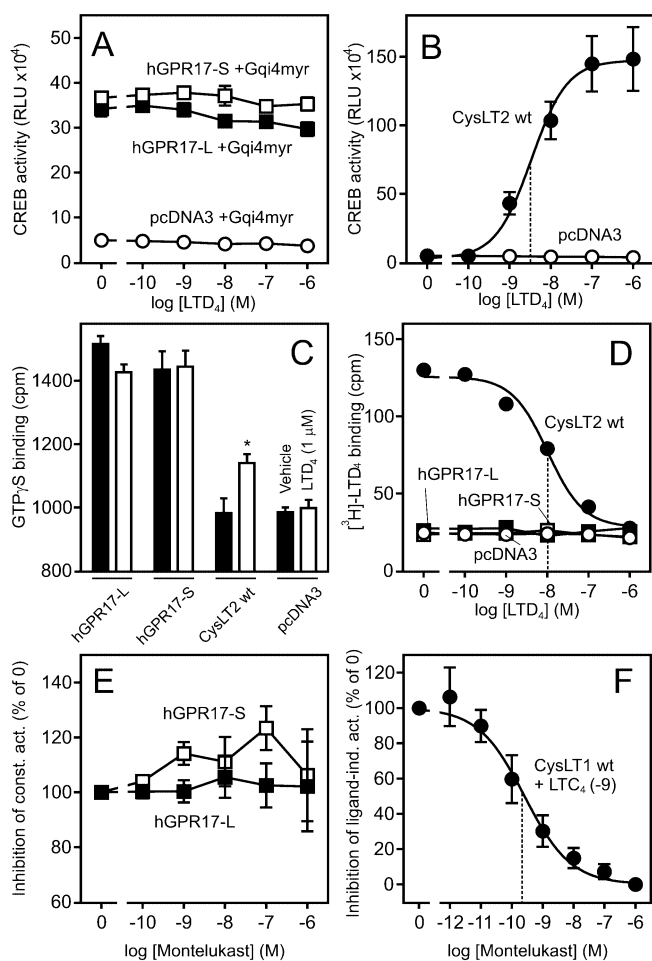 A
CREB activity (RLU x10⁴)
50
40
30
20
10
0
hGPR17-S +Gqi4myr
hGPR17-L +Gqi4myr
pcDNA3 +Gqi4myr
0 -10 -9 -8 -7 -6
log [LTD₄] (M)
B
CREB activity (RLU x10⁴)
150
100
50
0
CysLT2 wt
pcDNA3
0 -10 -9 -8 -7 -6
log [LTD₄] (M)
C
GTPγS binding (cpm)
1400
1200
1000
800
*
Vehicle
LTD₄ (1 μM)
hGPR17-L
hGPR17-S
CysLT2 wt
pcDNA3
D
[³H]-LTD₄ binding (cpm)
150
100
50
0
CysLT2 wt
hGPR17-L
hGPR17-S
pcDNA3
0 -10 -9 -8 -7 -6
log [LTD₄] (M)
E
Inhibition of const. act. (% of 0)
140
120
100
80
60
hGPR17-S
hGPR17-L
0 -10 -9 -8 -7 -6
log [Montelukast] (M)
F
Inhibition of ligand-ind. act. (% of 0)
120
100
80
60
40
20
0
CysLT1 wt
+ LTC₄ (-9)
0 -12 -11 -10 -9 -8 -7 -6
log [Montelukast] (M)